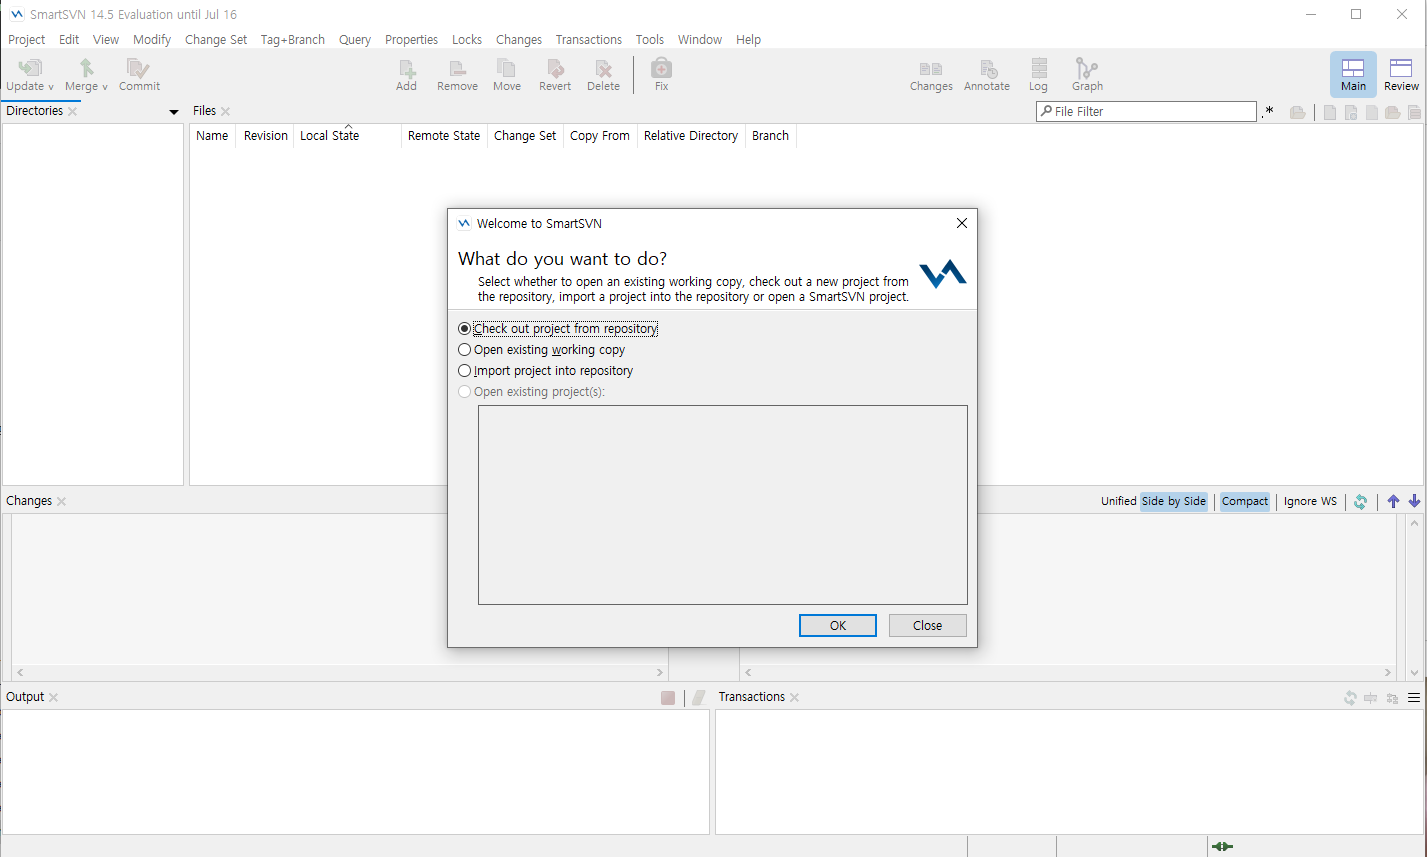 SmartSVN 14.5 Evaluation until Jul 16
Project Edit View Modify Change Set Tag+Branch Query Properties Locks Changes Transactions Tools Window Help
Update Merge Commit Add Remove Move Revert Delete Fix Changes Annotate Log Graph Main Review
Directories Files File Filter .*
Name Revision Local State Remote State Change Set Copy From Relative Directory Branch
Welcome to SmartSVN
What do you want to do?
Select whether to open an existing working copy, check out a new project from
the repository, import a project into the repository or open a SmartSVN project.
Check out project from repository
Open existing working copy
Import project into repository
Open existing project(s):
OK Close
Changes Unified Side by Side Compact Ignore WS
Output Transactions